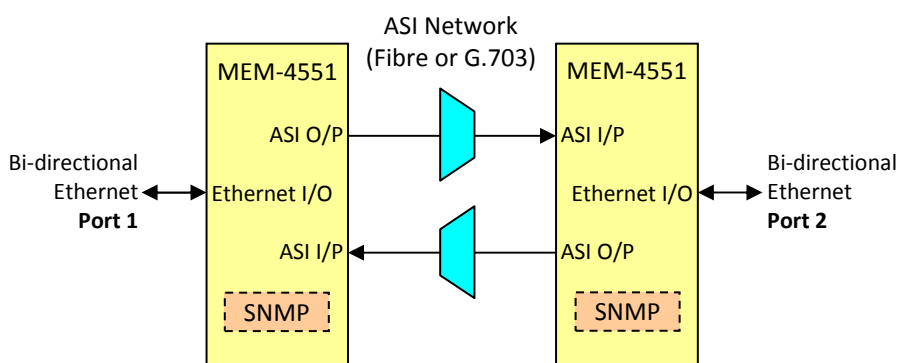 ASI Network
(Fibre or G.703)
MEM-4551
MEM-4551
ASI O/P
ASI I/P
Bi-directional
Ethernet
Port 1
Ethernet I/O
Ethernet I/O
Bi-directional
Ethernet
Port 2
ASI I/P
ASI O/P
SNMP
SNMP